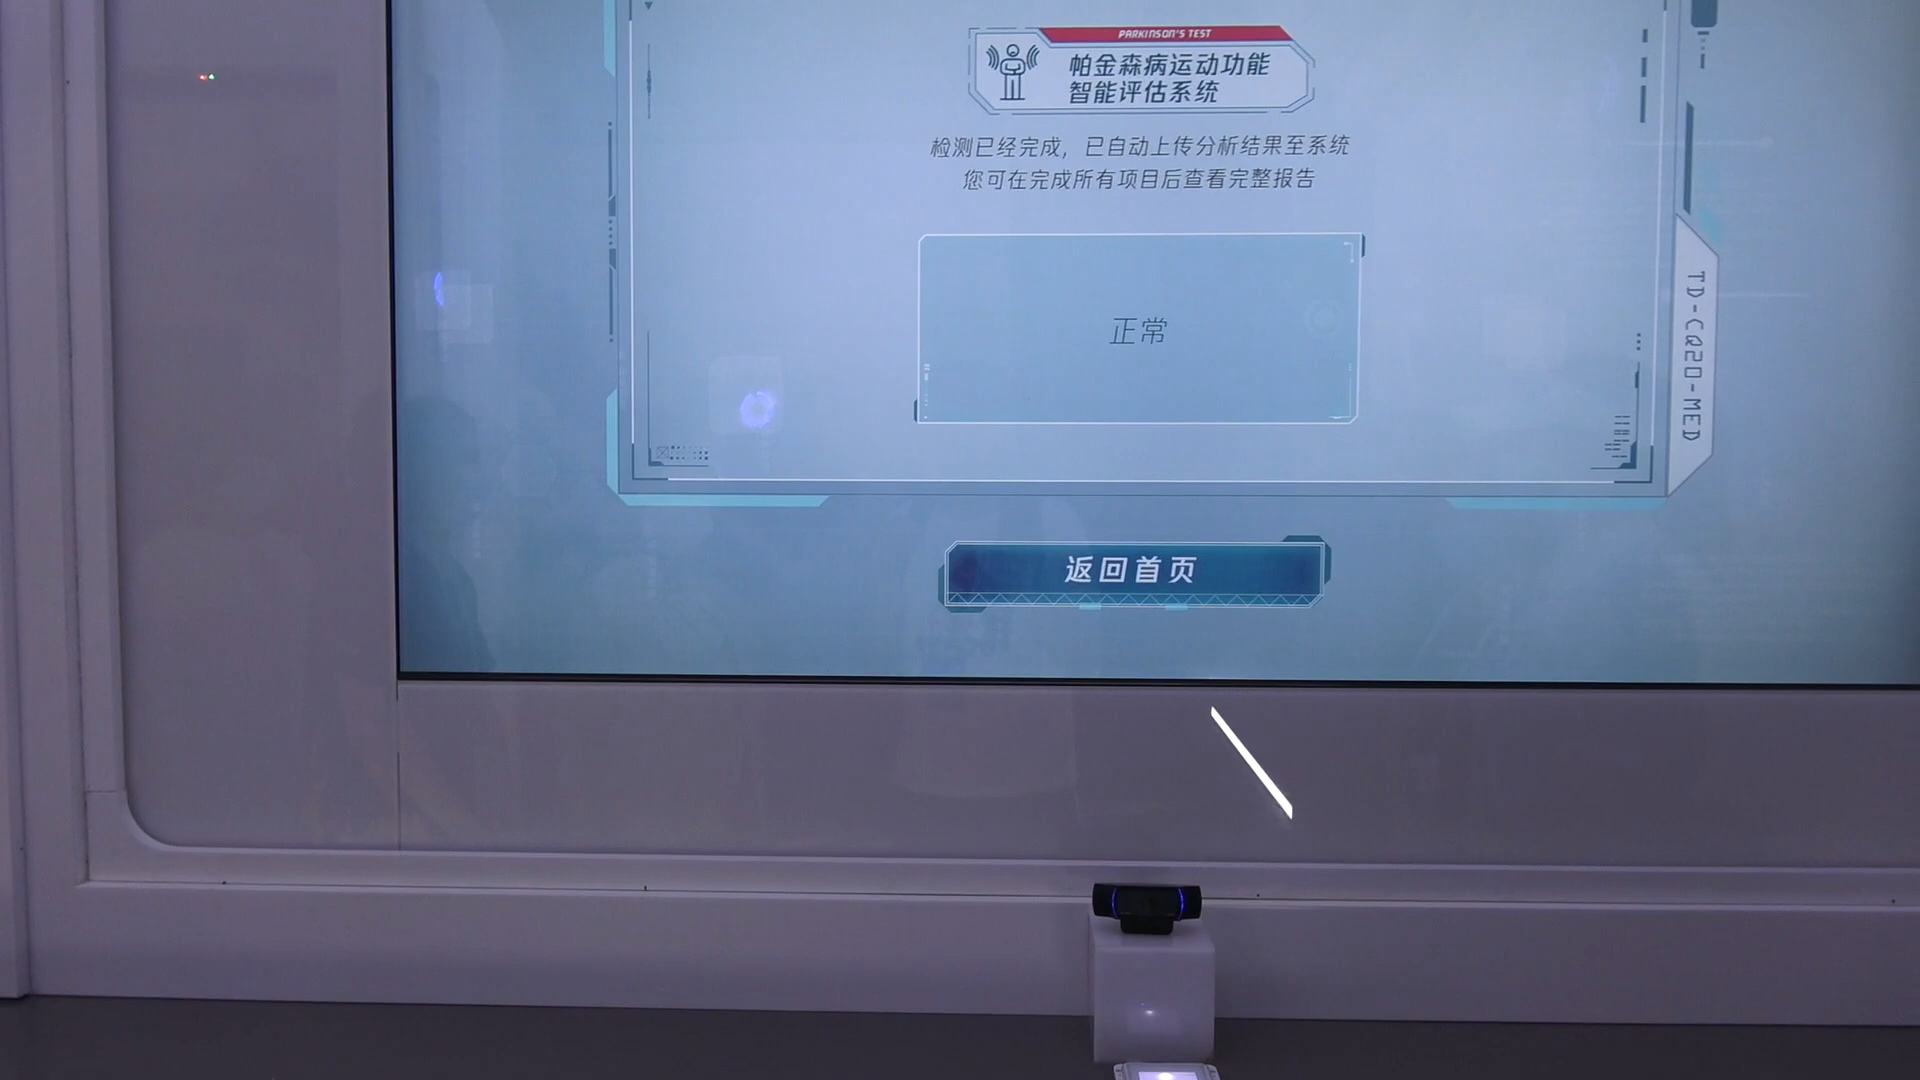 PARKINSON'S TEST
帕金森病运动功能
智能评估系统
检测已经完成，已自动上传分析结果至系统
您可在完成所有项目后查看完整报告
正常
TD-CQ20-MED
返回首页